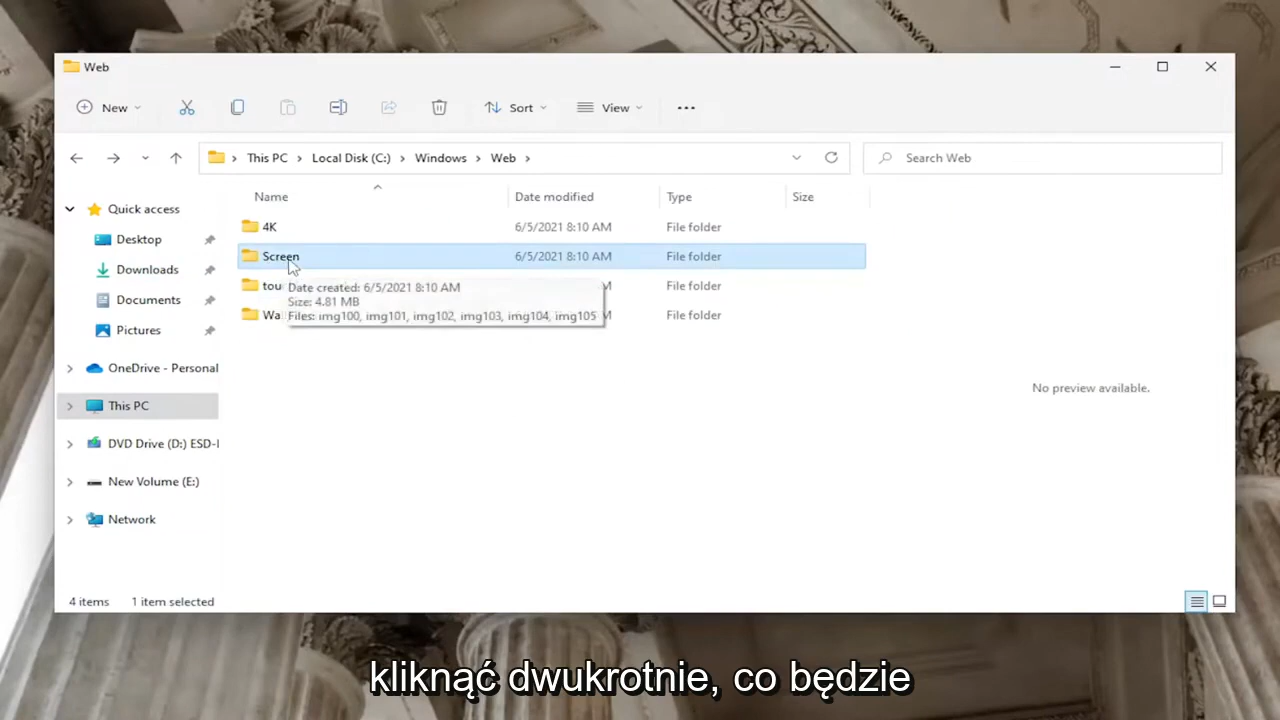 Web
New
Sort
View
This PC
Local Disk (C:)
Windows
Web
Search Web
Name
Date modified
Type
Size
Quick access
Desktop
Downloads
Documents
Pictures
OneDrive - Personal
This PC
DVD Drive (D:) ESD-I
New Volume (E:)
Network
4K 6/5/2021 8:10 AM File folder
Screen 6/5/2021 8:10 AM File folder
tou File folder
Wa File folder
Date created: 6/5/2021 8:10 AM
Size: 4.81 MB
Files: img100, img101, img102, img103, img104, img105
No preview available.
4 items 1 item selected
kliknąć dwukrotnie, co będzie